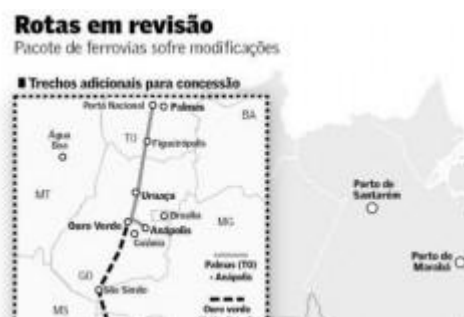 Rotas em revisão
Pacote de ferrovias sofre modificações
Trechos adicionais para concessão
Porto Nacional
Palmas
BA
Água
Boa
TO
Figueirópolis
MT
Uruaçu
Brasília
MG
Ouro Verde
Anápolis
Goiânia
Palmas (TO)
- Anápolis
GO
São Simão
Ouro verde
MS
Porto de
Santarém
Porto de
Marabá